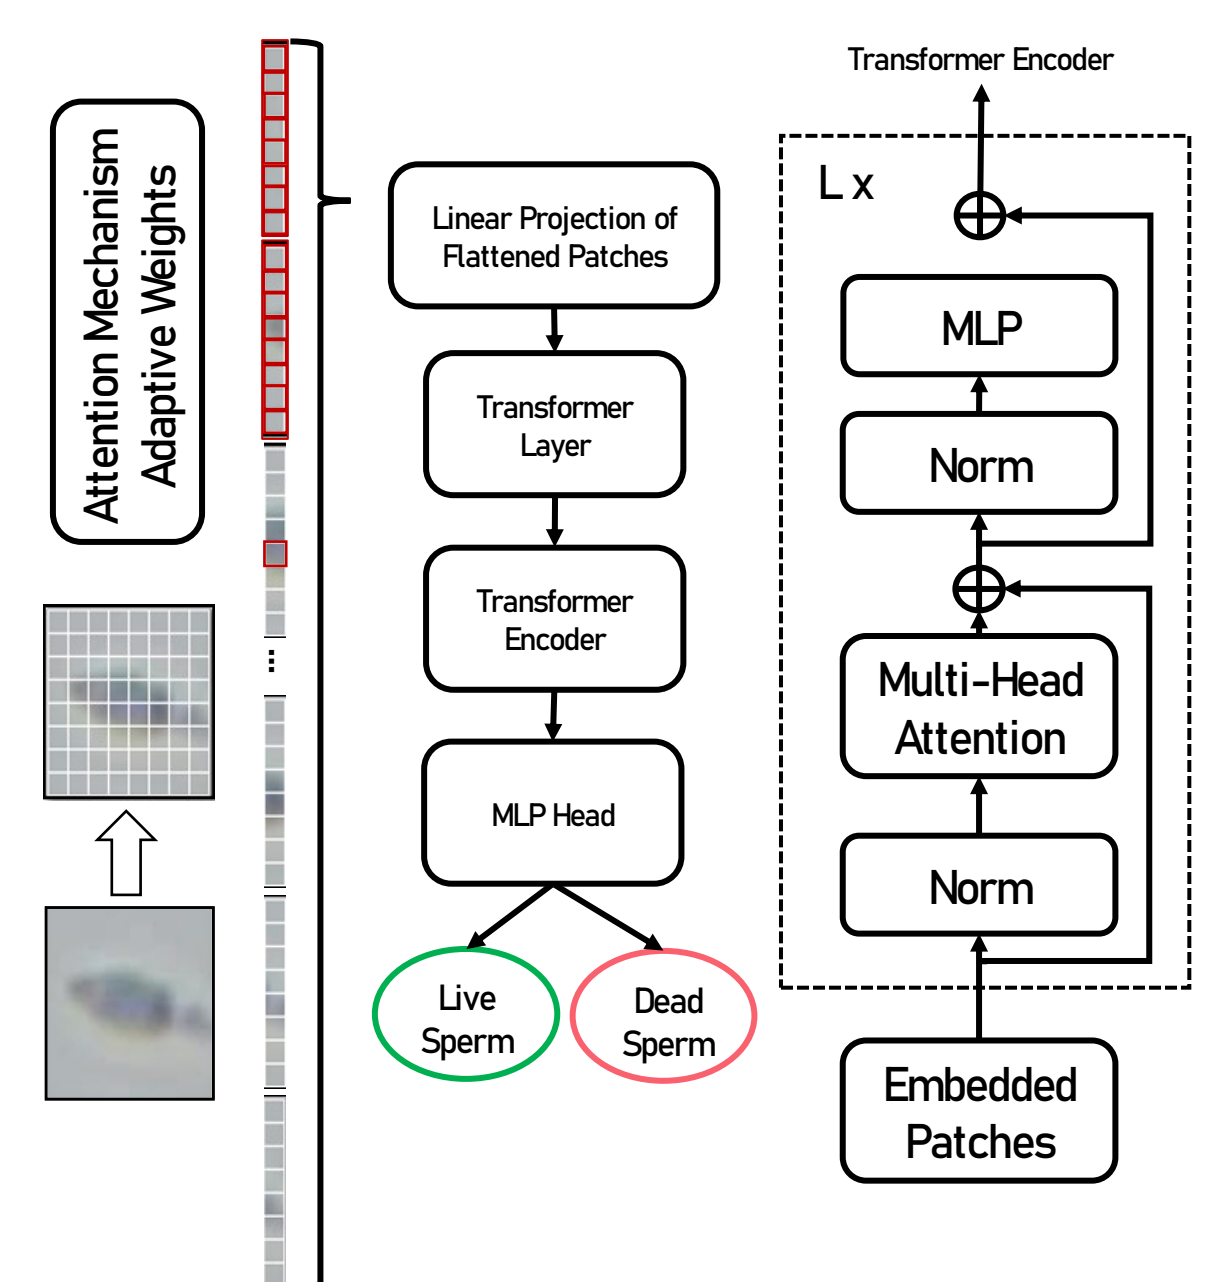 Attention Mechanism
Adaptive Weights
...
Linear Projection of
Flattened Patches
Transformer
Layer
Transformer
Encoder
MLP Head
Live
Sperm
Dead
Sperm
Transformer Encoder
L x
MLP
Norm
Multi-Head
Attention
Norm
Embedded
Patches